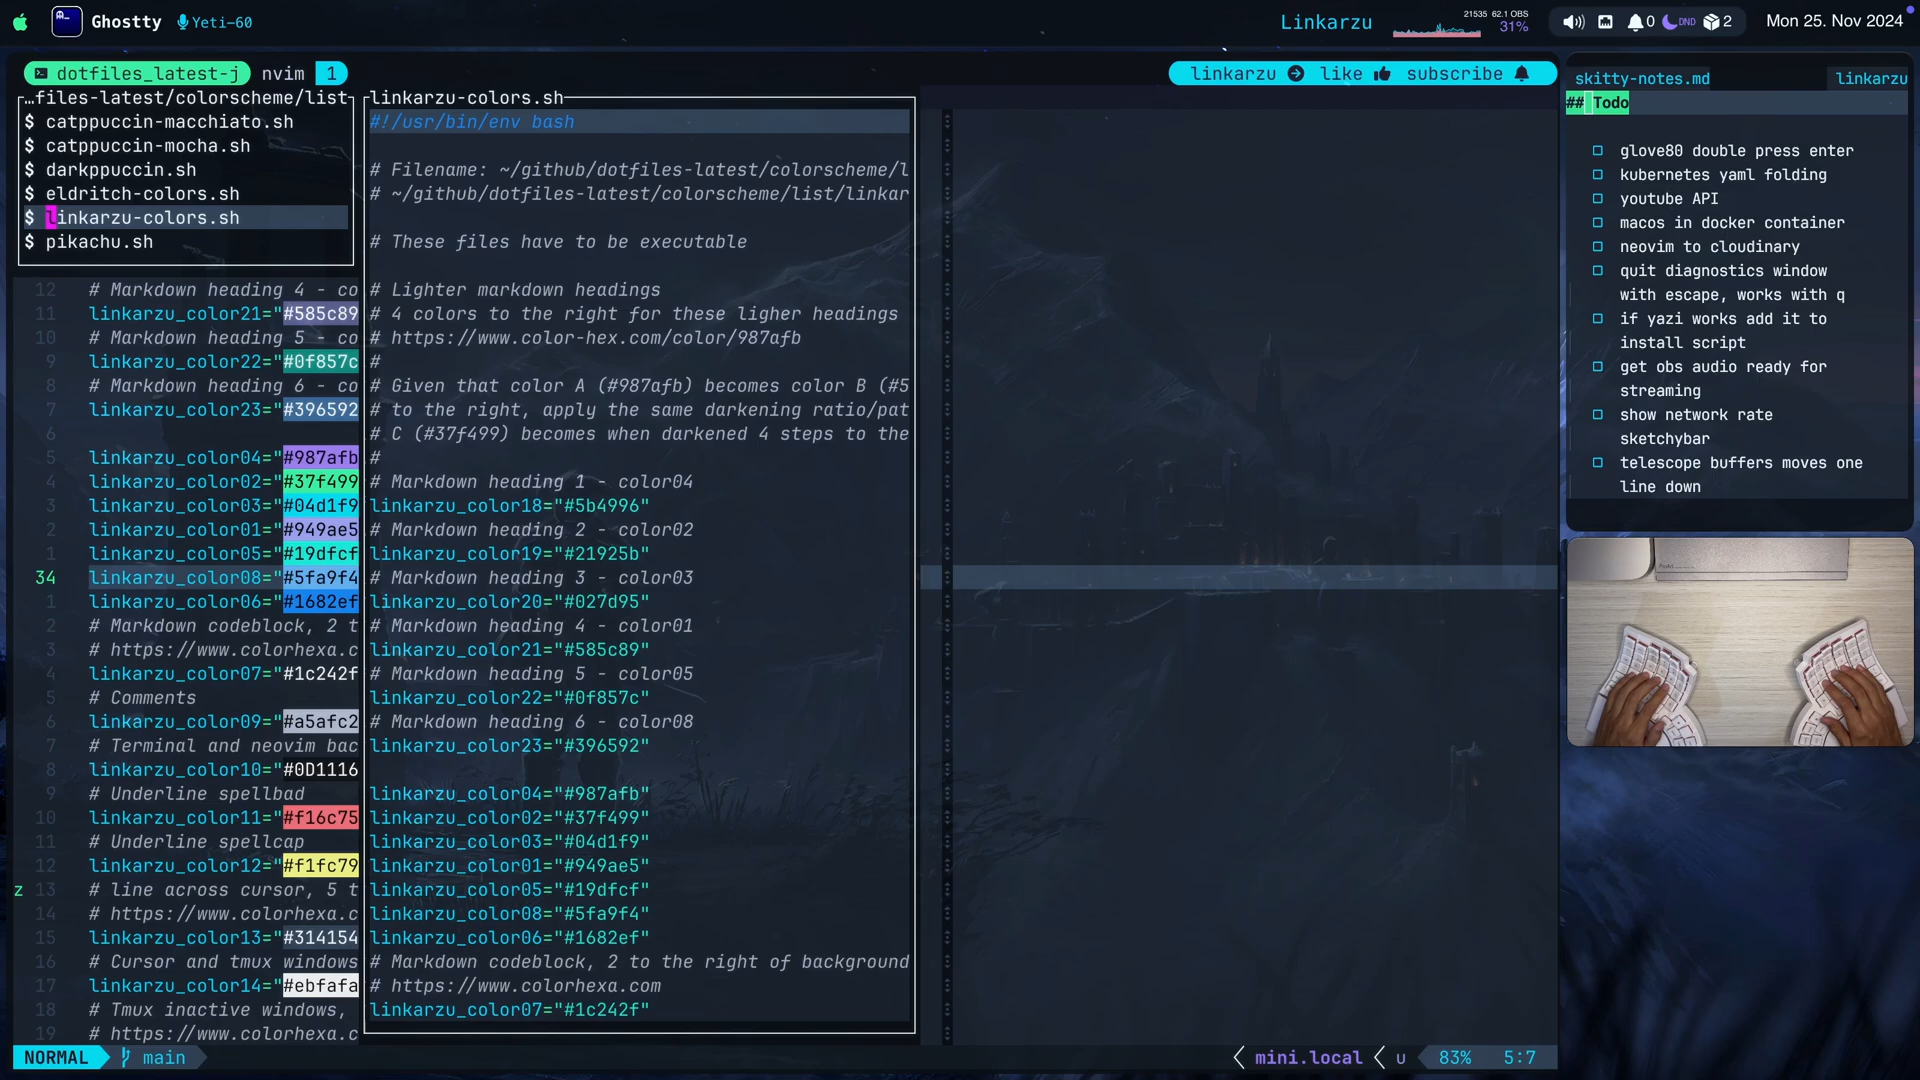 Ghostty Yeti-60
Linkarzu
21535 62.1 OBS
31%
0 DND 2 Mon 25. Nov 2024
dotfiles_latest-j nvim 1
linkarzu like subscribe
…files-latest/colorscheme/list
$ catppuccin-macchiato.sh
$ catppuccin-mocha.sh
$ darkppuccin.sh
$ eldritch-colors.sh
$ linkarzu-colors.sh
$ pikachu.sh
12 # Markdown heading 4 - co
11 linkarzu_color21="#585c89
10 # Markdown heading 5 - co
9 linkarzu_color22="#0f857c
8 # Markdown heading 6 - co
7 linkarzu_color23="#396592
6
5 linkarzu_color04="#987afb
4 linkarzu_color02="#37f499
3 linkarzu_color03="#04d1f9
2 linkarzu_color01="#949ae5
1 linkarzu_color05="#19dfcf
34 linkarzu_color08="#5fa9f4
1 linkarzu_color06="#1682ef
2 # Markdown codeblock, 2 t
3 # https://www.colorhexa.c
4 linkarzu_color07="#1c242f
5 # Comments
6 linkarzu_color09="#a5afc2
7 # Terminal and neovim bac
8 linkarzu_color10="#0D1116
9 # Underline spellbad
10 linkarzu_color11="#f16c75
11 # Underline spellcap
12 linkarzu_color12="#f1fc79
z 13 # line across cursor, 5 t
14 # https://www.colorhexa.c
15 linkarzu_color13="#314154
16 # Cursor and tmux windows
17 linkarzu_color14="#ebfafa
18 # Tmux inactive windows,
19 # https://www.colorhexa.c
linkarzu-colors.sh
#!/usr/bin/env bash
# Filename: ~/github/dotfiles-latest/colorscheme/l
# ~/github/dotfiles-latest/colorscheme/list/linkar
# These files have to be executable
# Lighter markdown headings
# 4 colors to the right for these ligher headings
# https://www.color-hex.com/color/987afb
#
# Given that color A (#987afb) becomes color B (#5
# to the right, apply the same darkening ratio/pat
# C (#37f499) becomes when darkened 4 steps to the
#
# Markdown heading 1 - color04
linkarzu_color18="#5b4996"
# Markdown heading 2 - color02
linkarzu_color19="#21925b"
# Markdown heading 3 - color03
linkarzu_color20="#027d95"
# Markdown heading 4 - color01
linkarzu_color21="#585c89"
# Markdown heading 5 - color05
linkarzu_color22="#0f857c"
# Markdown heading 6 - color08
linkarzu_color23="#396592"
linkarzu_color04="#987afb"
linkarzu_color02="#37f499"
linkarzu_color03="#04d1f9"
linkarzu_color01="#949ae5"
linkarzu_color05="#19dfcf"
linkarzu_color08="#5fa9f4"
linkarzu_color06="#1682ef"
# Markdown codeblock, 2 to the right of background
# https://www.colorhexa.com
linkarzu_color07="#1c242f"
NORMAL main
mini.local u 83% 5:7
skitty-notes.md linkarzu
## Todo
glove80 double press enter
kubernetes yaml folding
youtube API
macos in docker container
neovim to cloudinary
quit diagnostics window
with escape, works with q
if yazi works add it to
install script
get obs audio ready for
streaming
show network rate
sketchybar
telescope buffers moves one
line down